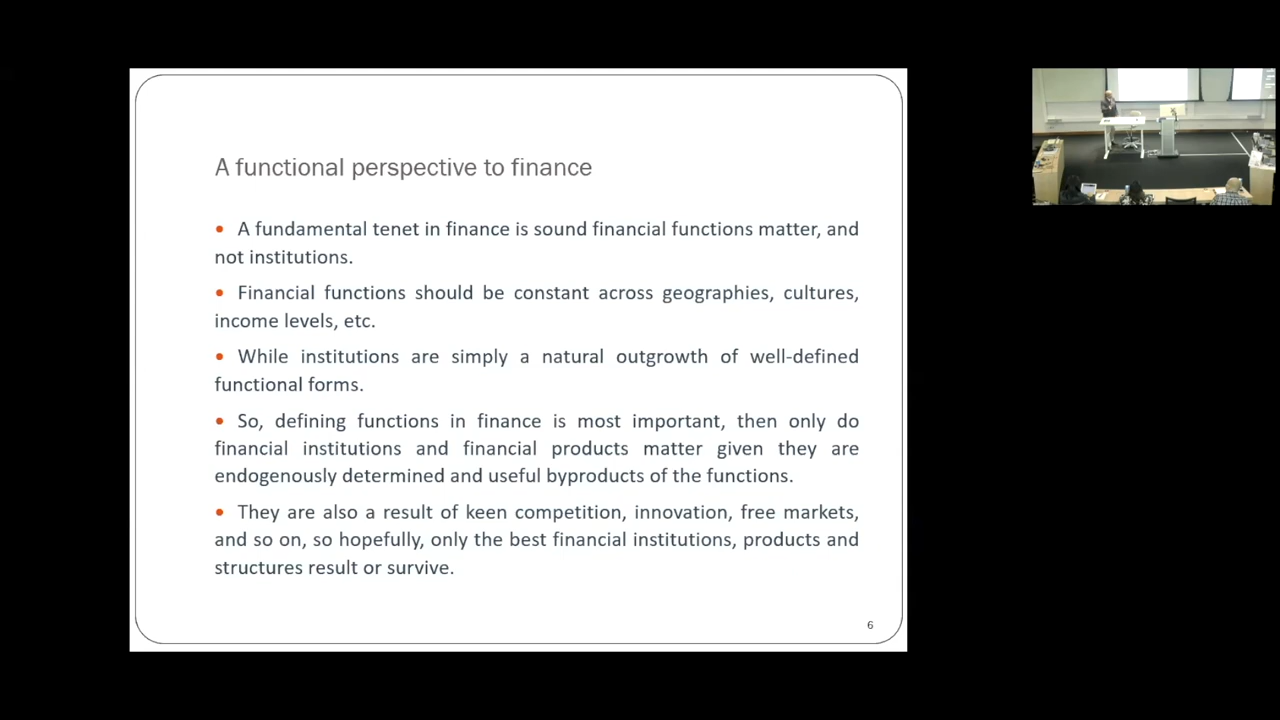 A functional perspective to finance
• A fundamental tenet in finance is sound financial functions matter, and
not institutions.
• Financial functions should be constant across geographies, cultures,
income levels, etc.
• While institutions are simply a natural outgrowth of well-defined
functional forms.
• So, defining functions in finance is most important, then only do
financial institutions and financial products matter given they are
endogenously determined and useful byproducts of the functions.
• They are also a result of keen competition, innovation, free markets,
and so on, so hopefully, only the best financial institutions, products and
structures result or survive.
6